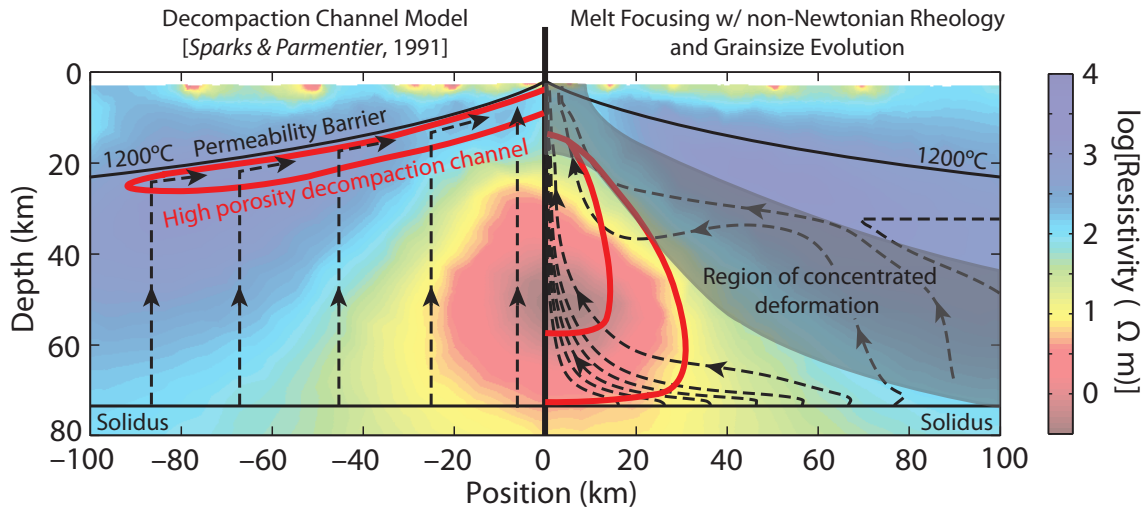 Decompaction Channel Model
[Sparks & Parmentier, 1991]
Melt Focusing w/ non-Newtonian Rheology
and Grainsize Evolution
0
20
40
60
80
Depth (km)
1200°C
Permeability Barrier
High porosity decompaction channel
Solidus
1200°C
Region of concentrated
deformation
Solidus
−100
−80
−60
−40
−20
0
20
40
60
80
100
Position (km)
4
3
2
1
0
log[Resistivity ( Ω m)]